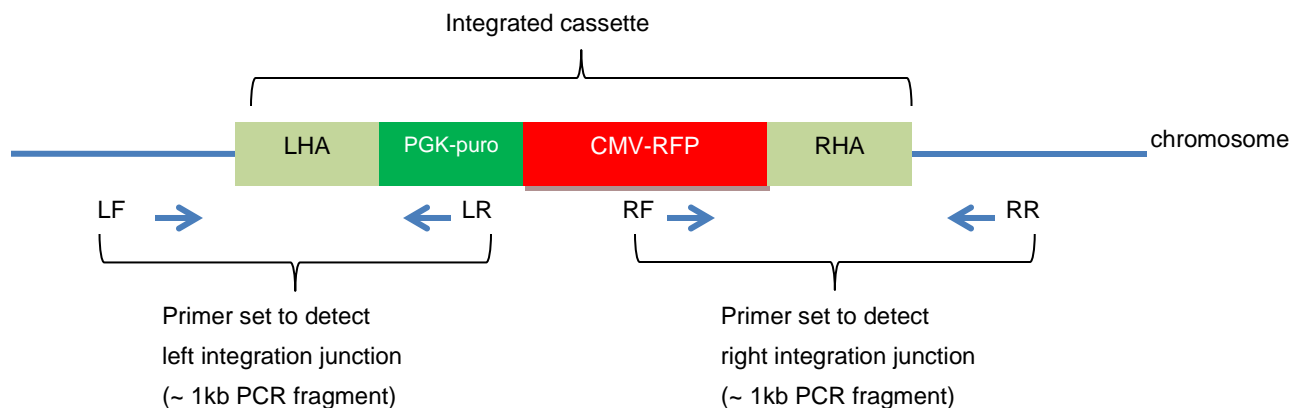 Integrated cassette
LHA
PGK-puro
CMV-RFP
RHA
chromosome
LF
LR
RF
RR
Primer set to detect
left integration junction
(~ 1kb PCR fragment)
Primer set to detect
right integration junction
(~ 1kb PCR fragment)